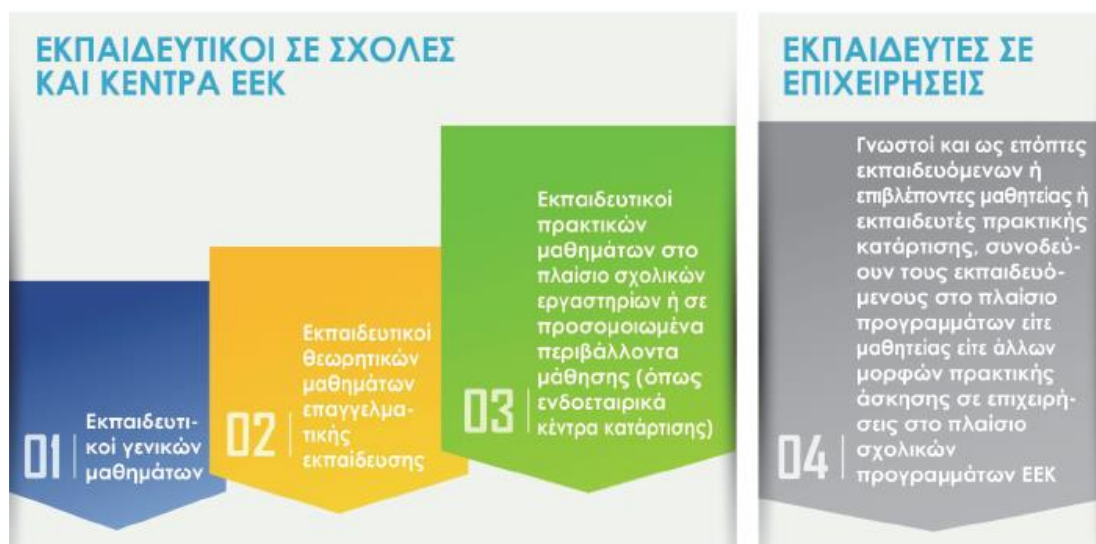 ΕΚΠΑΙΔΕΥΤΙΚΟΙ ΣΕ ΣΧΟΛΕΣ
ΚΑΙ ΚΕΝΤΡΑ ΕΕΚ
01
Εκπαιδευτι-
κοί γενικών
μαθημάτων
02
Εκπαιδευτικοί
θεωρητικών
μαθημάτων
επαγγελμα-
τικής
εκπαίδευσης
03
Εκπαιδευτικοί
πρακτικών
μαθημάτων στο
πλαίσιο σχολικών
εργαστηρίων ή σε
προσομοιωμένα
περιβάλλοντα
μάθησης (όπως
ενδοεταιρικά
κέντρα κατάρτισης)
ΕΚΠΑΙΔΕΥΤΕΣ ΣΕ
ΕΠΙΧΕΙΡΗΣΕΙΣ
04
Γνωστοί και ως επόπτες
εκπαιδευόμενων ή
επιβλέποντες μαθητείας ή
εκπαιδευτές πρακτικής
κατάρτισης, συνοδεύ-
ουν τους εκπαιδευό-
μενους στο πλαίσιο
προγραμμάτων είτε
μαθητείας είτε άλλων
μορφών πρακτικής
άσκησης σε επιχειρή-
σεις στο πλαίσιο
σχολικών
προγραμμάτων ΕΕΚ